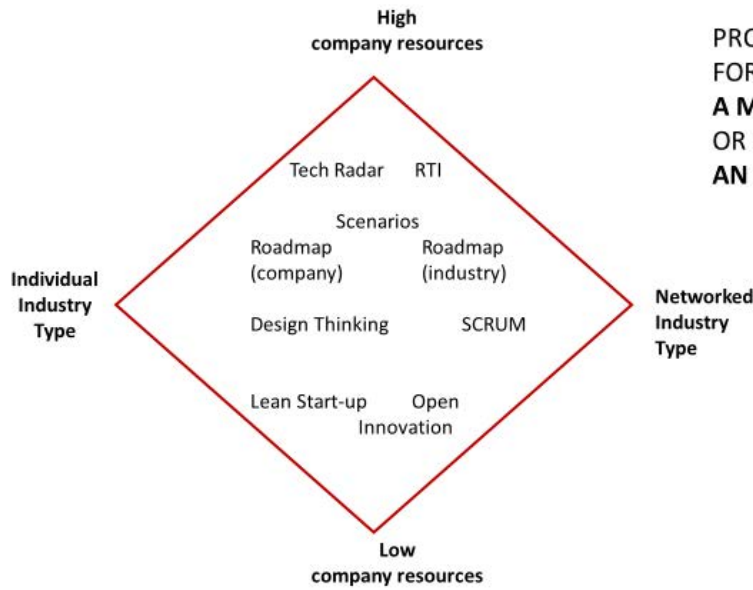 High
company resources
PRO
FOR
A M
OR
AN
Tech Radar RTI
Scenarios
Roadmap
(company)
Roadmap
(industry)
Individual
Industry
Type
Networked
Industry
Type
Design Thinking SCRUM
Lean Start-up Open
Innovation
Low
company resources